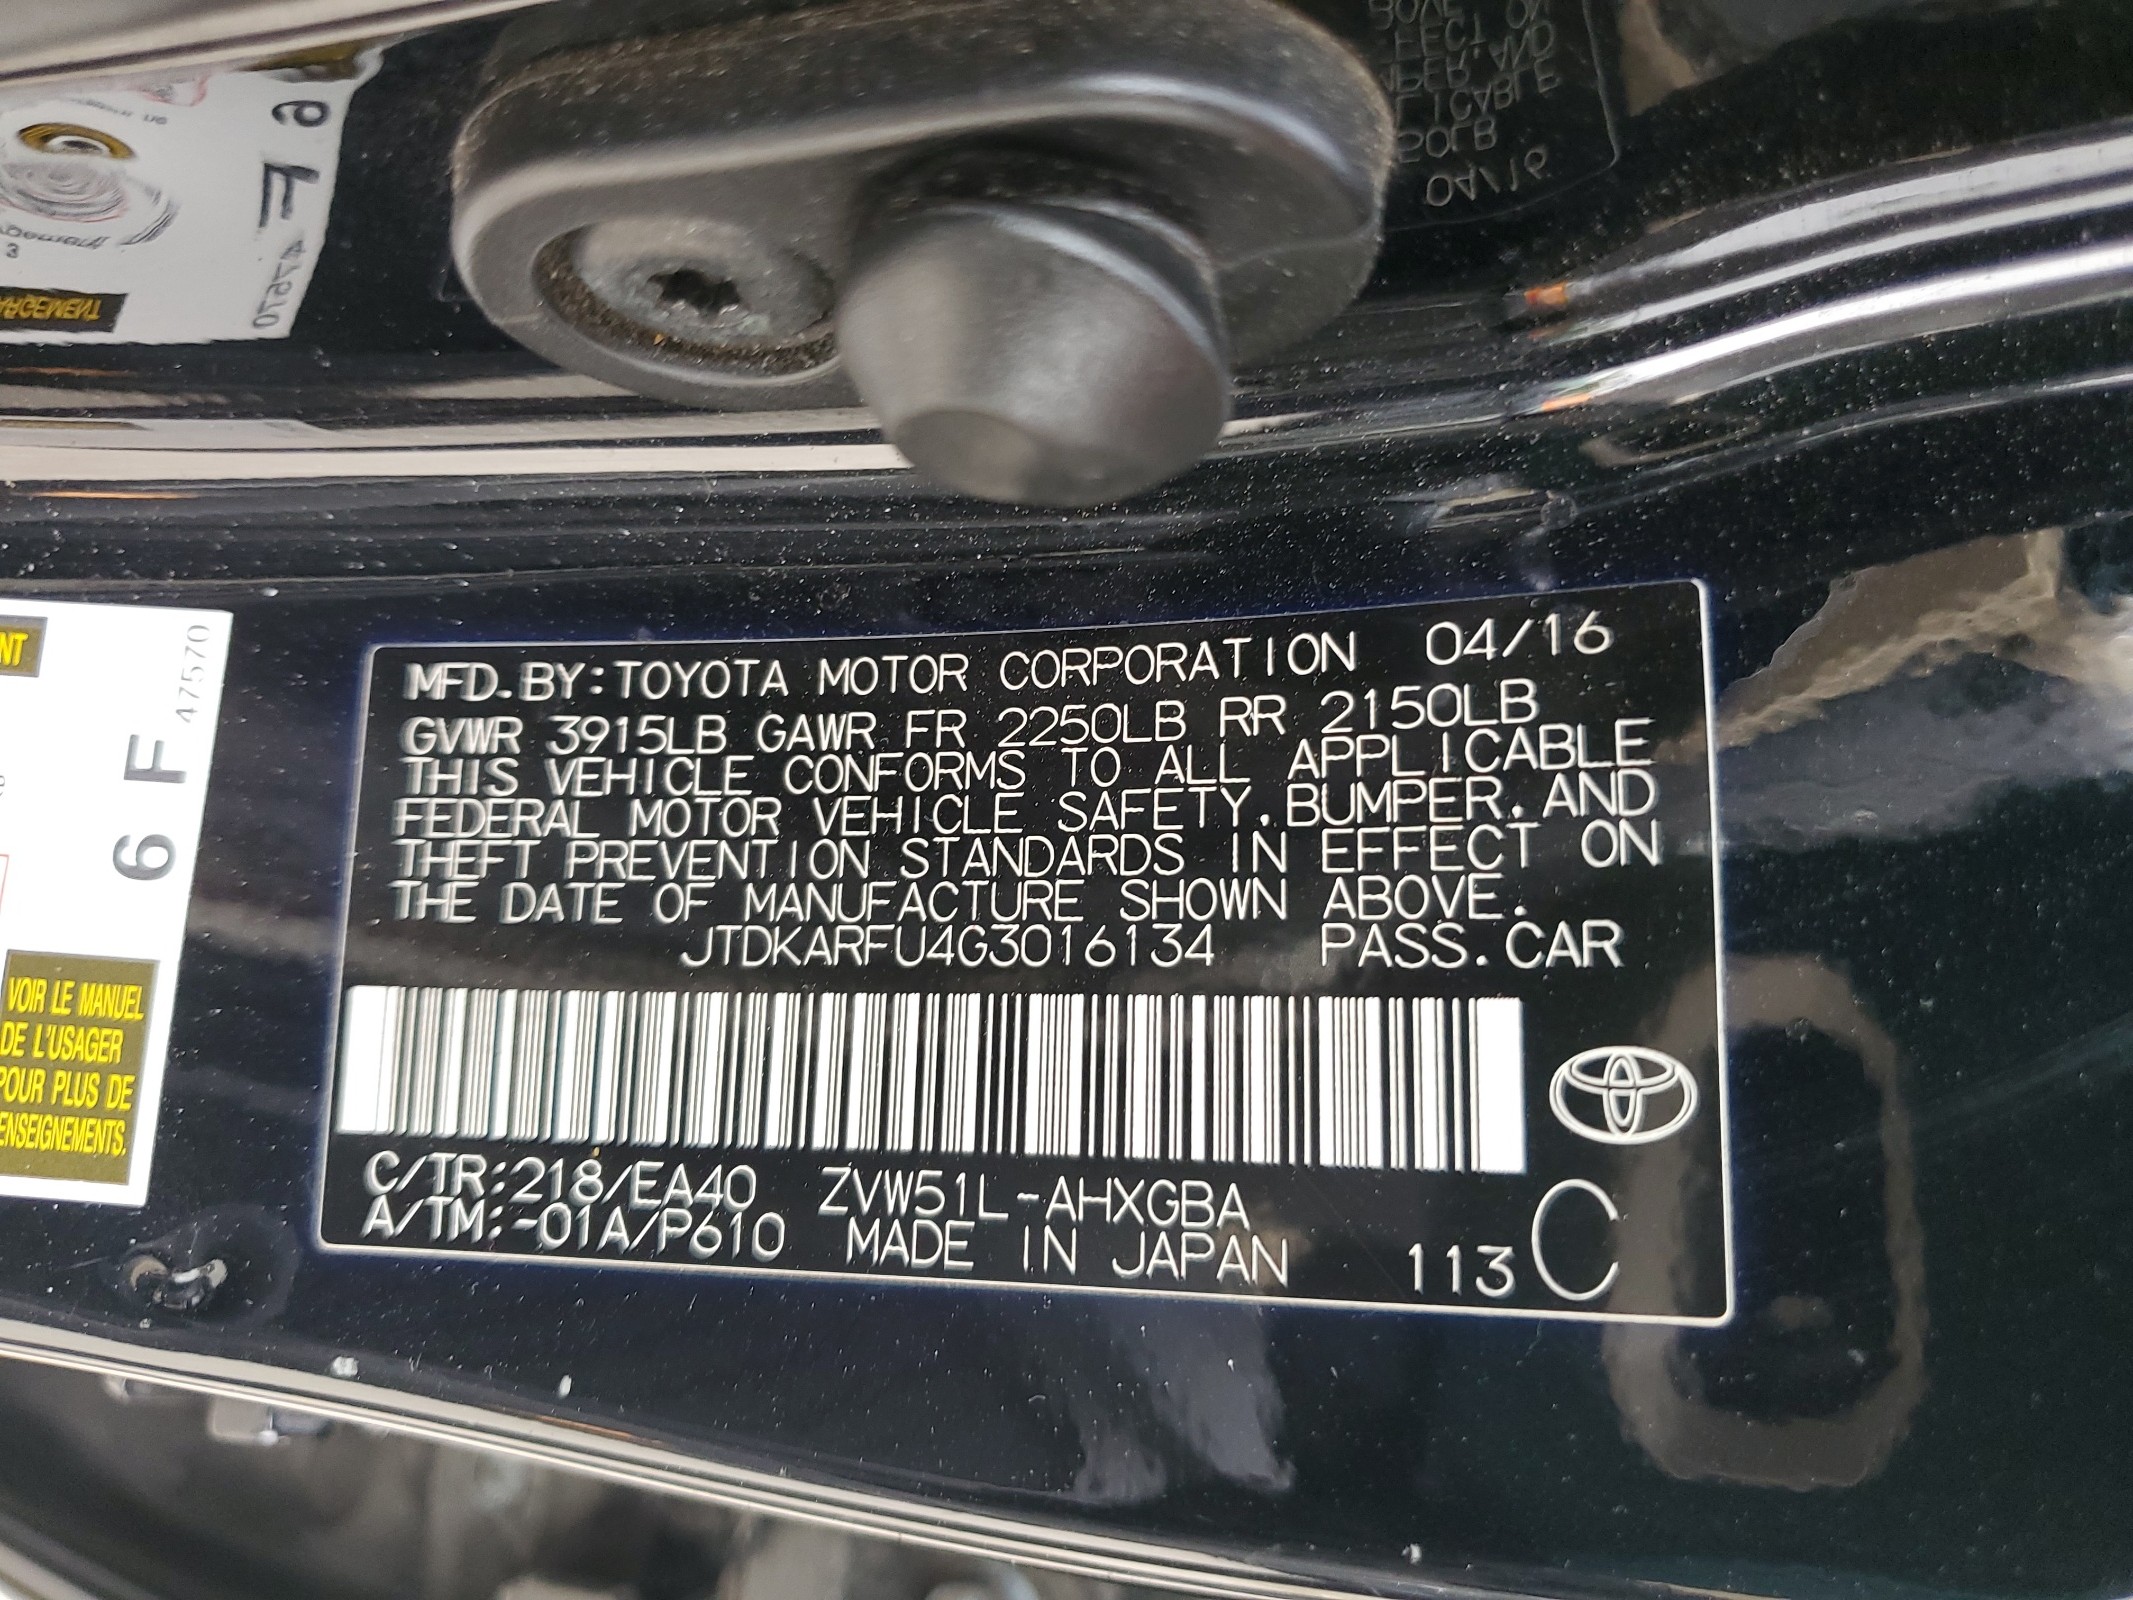 NT
47570
6 F
VOIR LE MANUEL
DE L'USAGER
POUR PLUS DE
ENSEIGNEMENTS.
MFD. BY: TOYOTA MOTOR CORPORATION 04/16
GVWR 3915LB GAWR FR 2250LB RR 2150LB
THIS VEHICLE CONFORMS TO ALL APPLICABLE
FEDERAL MOTOR VEHICLE SAFETY, BUMPER, AND
THEFT PREVENTION STANDARDS IN EFFECT ON
THE DATE OF MANUFACTURE SHOWN ABOVE.
JTDKARFU4G3016134 PASS. CAR
C/TR:218/EA40 ZVW51L-AHXGBA
A/TM:-01A/P610 MADE IN JAPAN 113 C